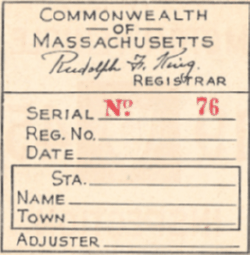 COMMONWEALTH
OF
MASSACHUSETTS
Rudolph F. King.
REGISTRAR
SERIAL No. 76
REG. NO.
DATE
STA.
NAME
TOWN
ADJUSTER